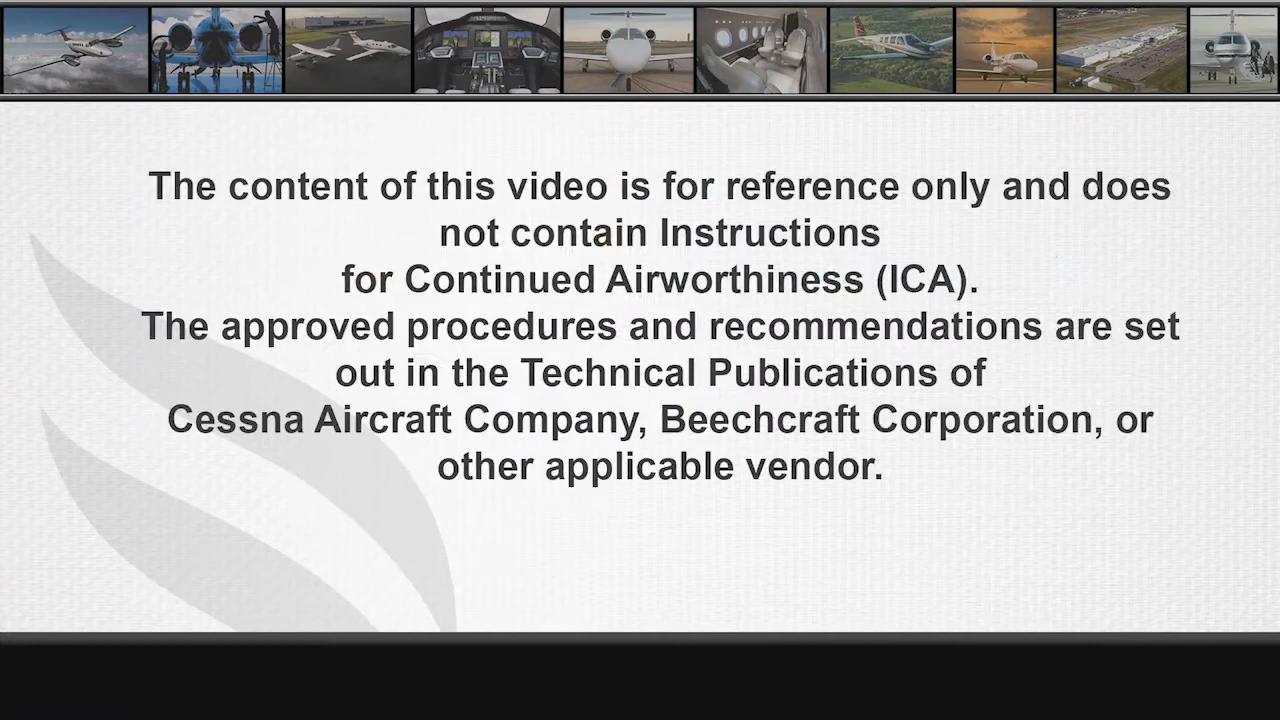 The content of this video is for reference only and does
not contain Instructions
for Continued Airworthiness (ICA).
The approved procedures and recommendations are set
out in the Technical Publications of
Cessna Aircraft Company, Beechcraft Corporation, or
other applicable vendor.